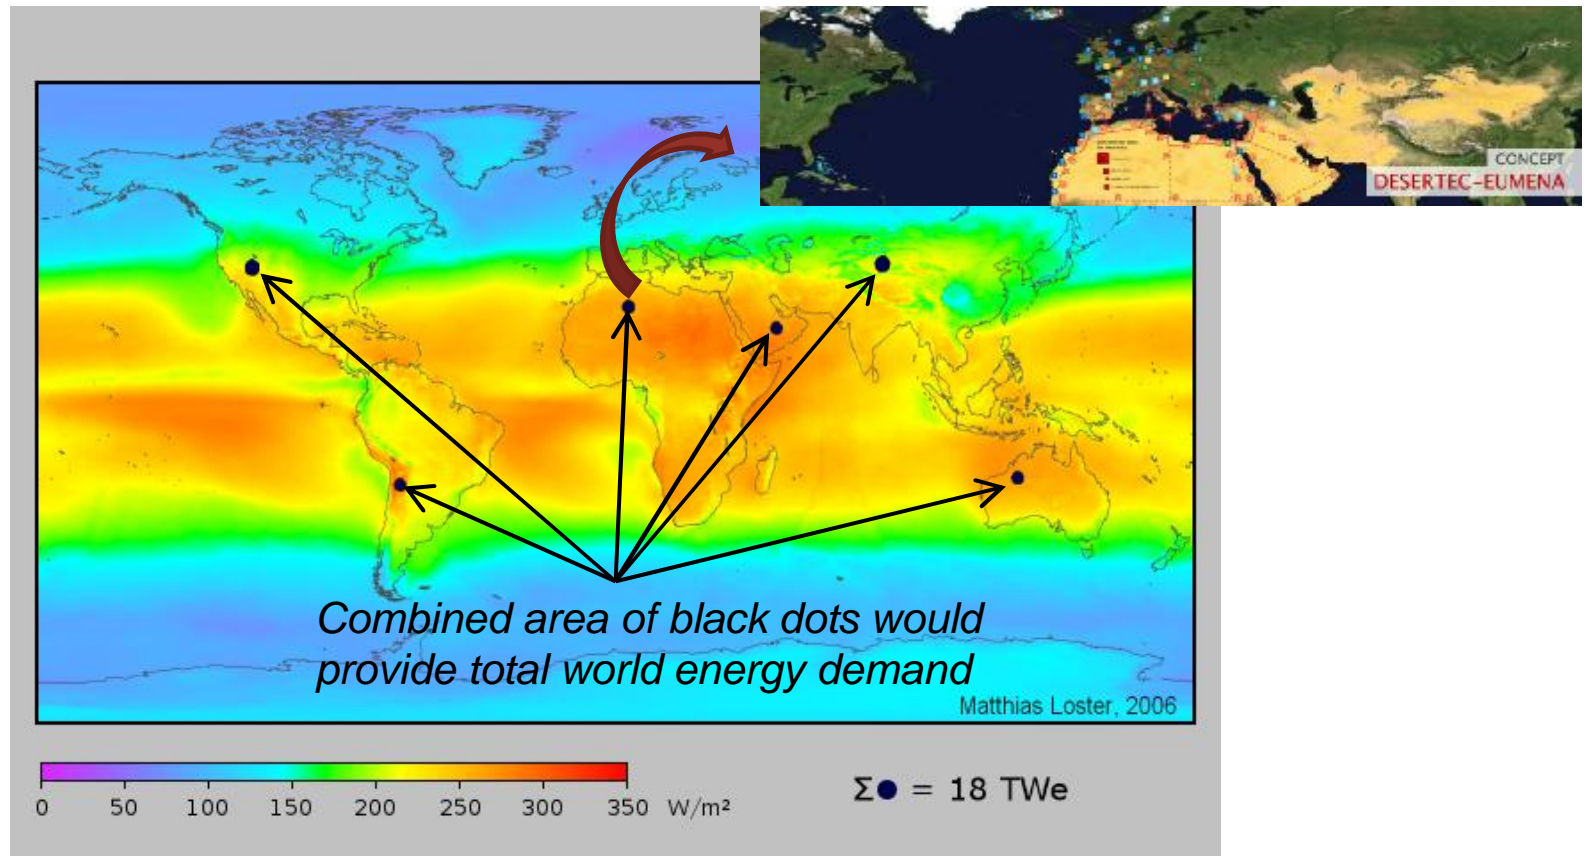 CONCEPT
DESERTEC-EUMENA
Combined area of black dots would
provide total world energy demand
Matthias Loster, 2006
0 50 100 150 200 250 300 350 W/m²
Σ● = 18 TWe